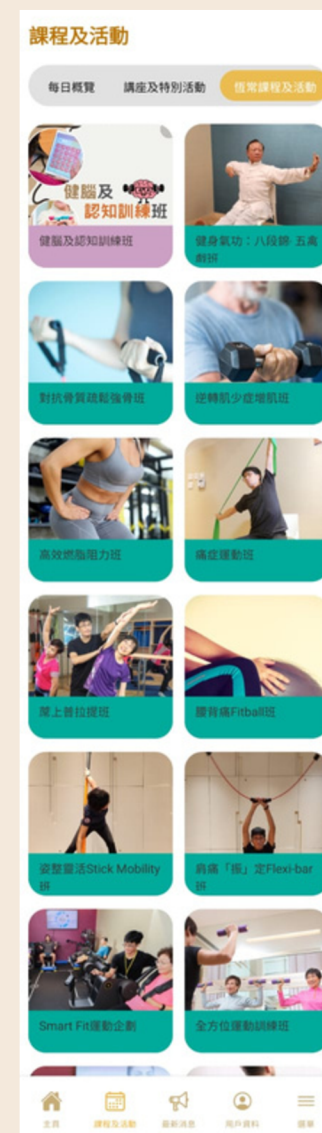 課程及活動
每日概覽
講座及特別活動
恆常課程及活動
健腦及
認知訓練班
健腦及認知訓練班
健身氣功：八段錦·五禽
劇班
對抗骨質疏鬆強骨班
逆轉肌少症增肌班
高效燃脂阻力班
痛症運動班
墊上普拉提班
腰背痛Fitball班
姿整靈活Stick Mobility
班
肩痛「振」定Flexi-bar
班
Smart Fit運動企劃
全方位運動訓練班
主頁
課程及活動
最新消息
用戶資料
選單